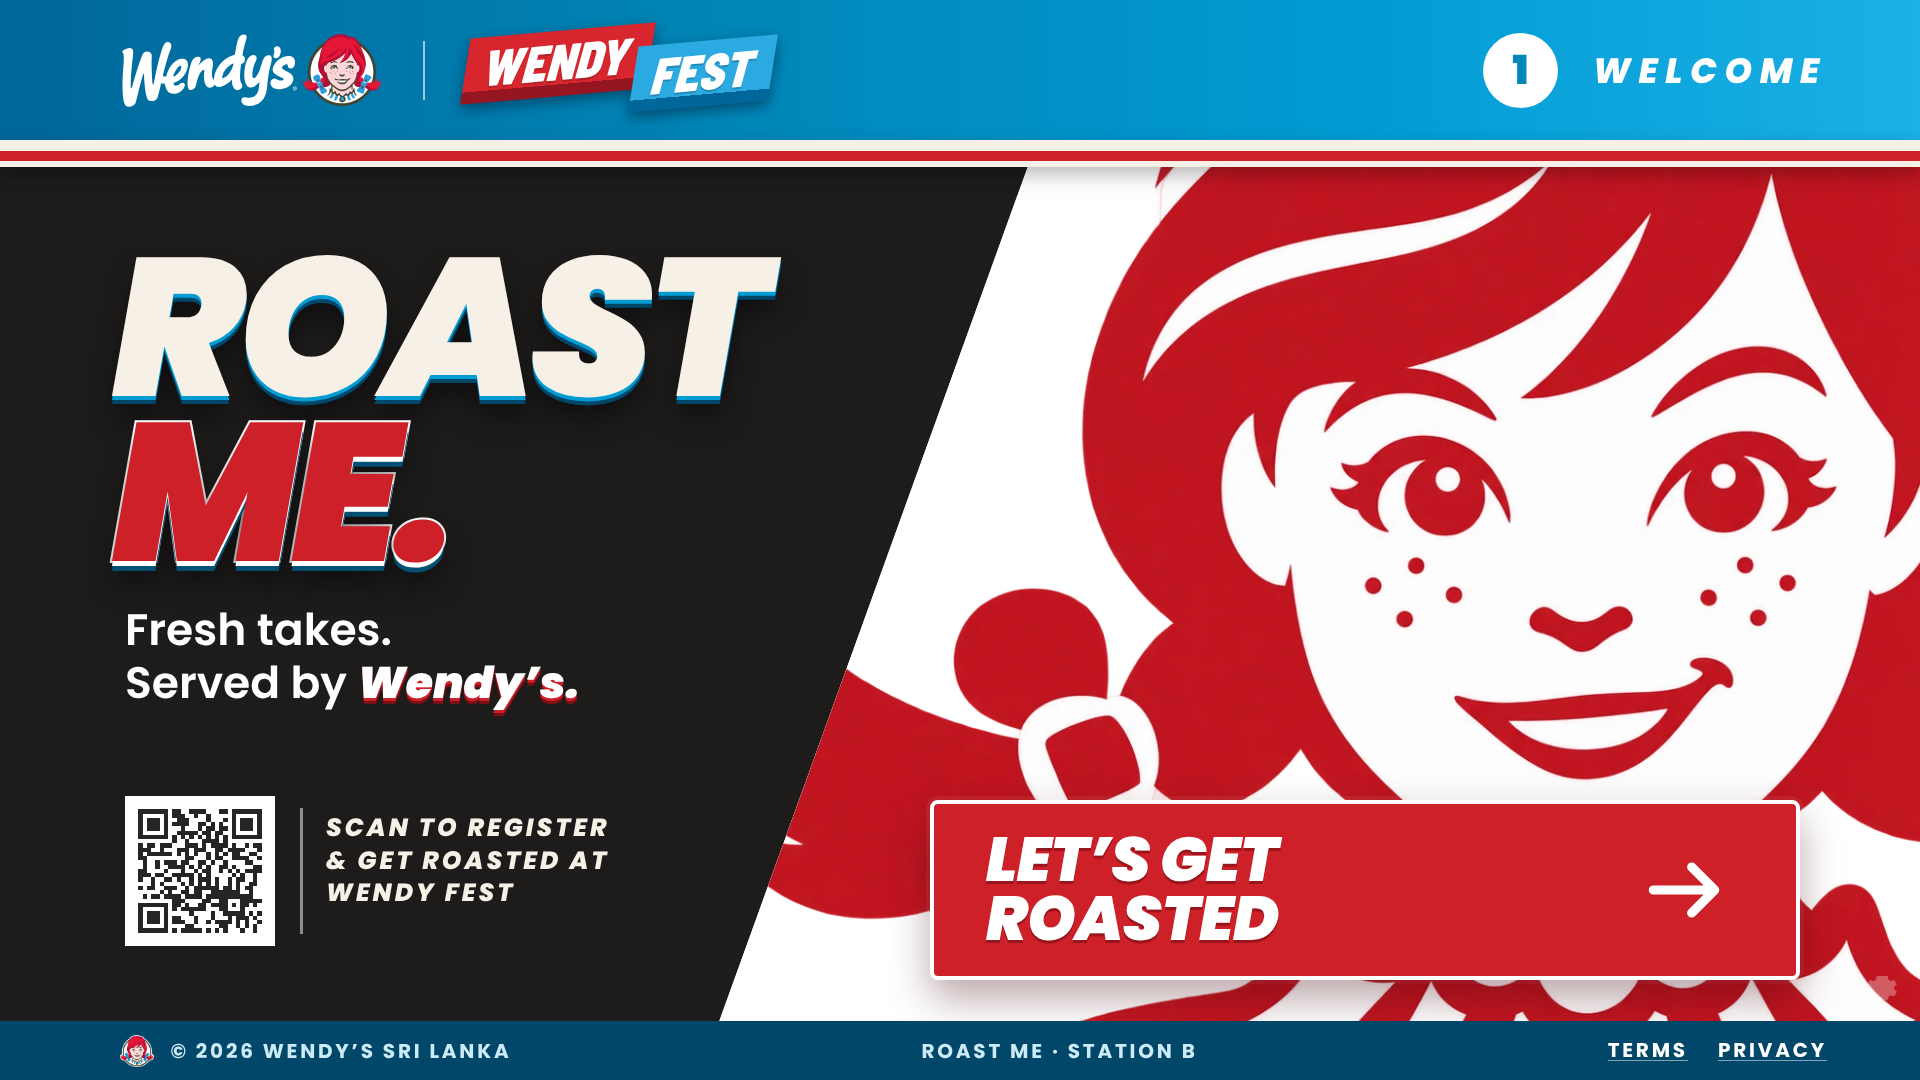 Wendy's
WENDY
FEST
1
WELCOME
ROAST
ME.
Fresh takes.
Served by Wendy’s.
SCAN TO REGISTER
& GET ROASTED AT
WENDY FEST
LET’S GET
ROASTED
© 2026 WENDY’S SRI LANKA
ROAST ME · STATION B
TERMS
PRIVACY